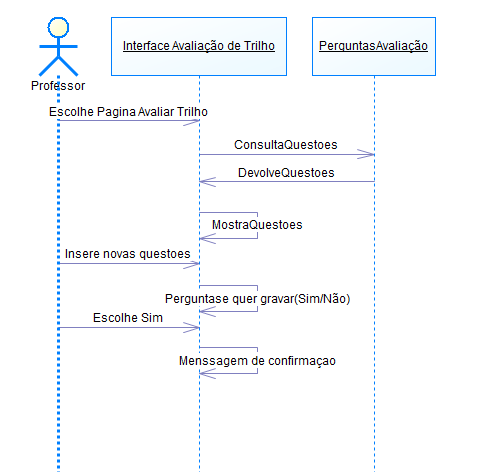 Interface Avaliação de Trilho
PerguntasAvaliação
Professor
Escolhe Pagina Avaliar Trilho
ConsultaQuestoes
DevolveQuestoes
MostraQuestoes
Insere novas questoes
Perguntase quer gravar(Sim/Não)
Escolhe Sim
Menssagem de confirmaçao